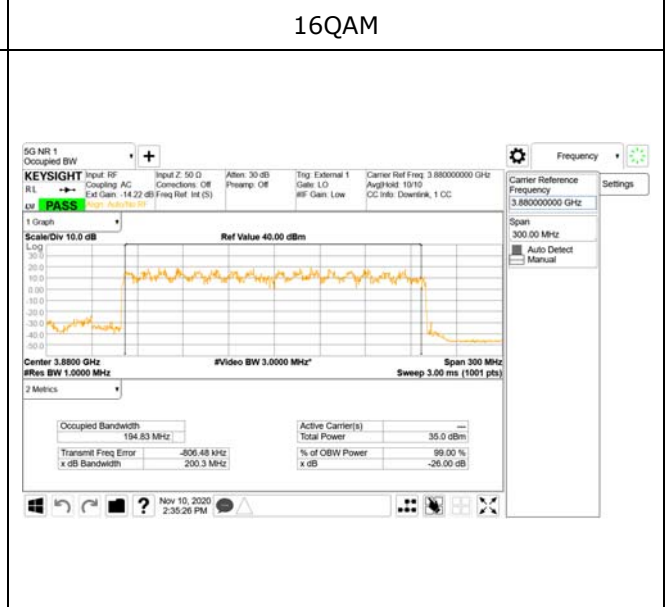 16QAM
5G NR 1
Occupied BW
Frequency
KEYSIGHT
Input: RF
Input Z: 50 Ω
Atten: 30 dB
Trig: External 1
Carrier Ref Freq: 3.880000000 GHz
RL
Coupling: AC
Corrections: Off
Preamp: Off
Gate: LO
Avg|Hold: 10/10
Ext Gain: -14.22 dB
Freq Ref: Int (S)
#IF Gain: Low
CC Info: Downlink, 1 CC
PASS
Align: Auto/No RF
Carrier Reference
Frequency
3.880000000 GHz
Settings
Span
300.00 MHz
Auto Detect
Manual
1 Graph
Scale/Div 10.0 dB
Ref Value 40.00 dBm
Log
30.0
20.0
10.0
0.00
-10.0
-20.0
-30.0
-40.0
-50.0
Center 3.8800 GHz
#Video BW 3.0000 MHz*
Span 300 MHz
#Res BW 1.0000 MHz
Sweep 3.00 ms (1001 pts)
2 Metrics
Occupied Bandwidth
194.83 MHz
Transmit Freq Error -806.48 kHz
x dB Bandwidth 200.3 MHz
Active Carrier(s) ---
Total Power 35.0 dBm
% of OBW Power 99.00 %
x dB -26.00 dB
?
Nov 10, 2020
2:35:26 PM